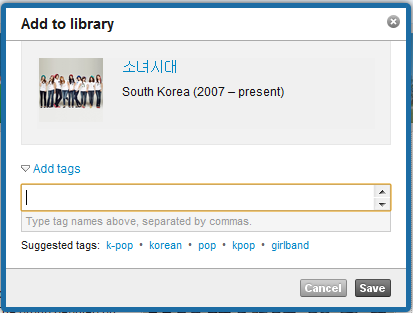 Add to library
소녀시대
South Korea (2007 – present)
Add tags
Type tag names above, separated by commas.
Suggested tags: k-pop • korean • pop • kpop • girlband
Cancel Save